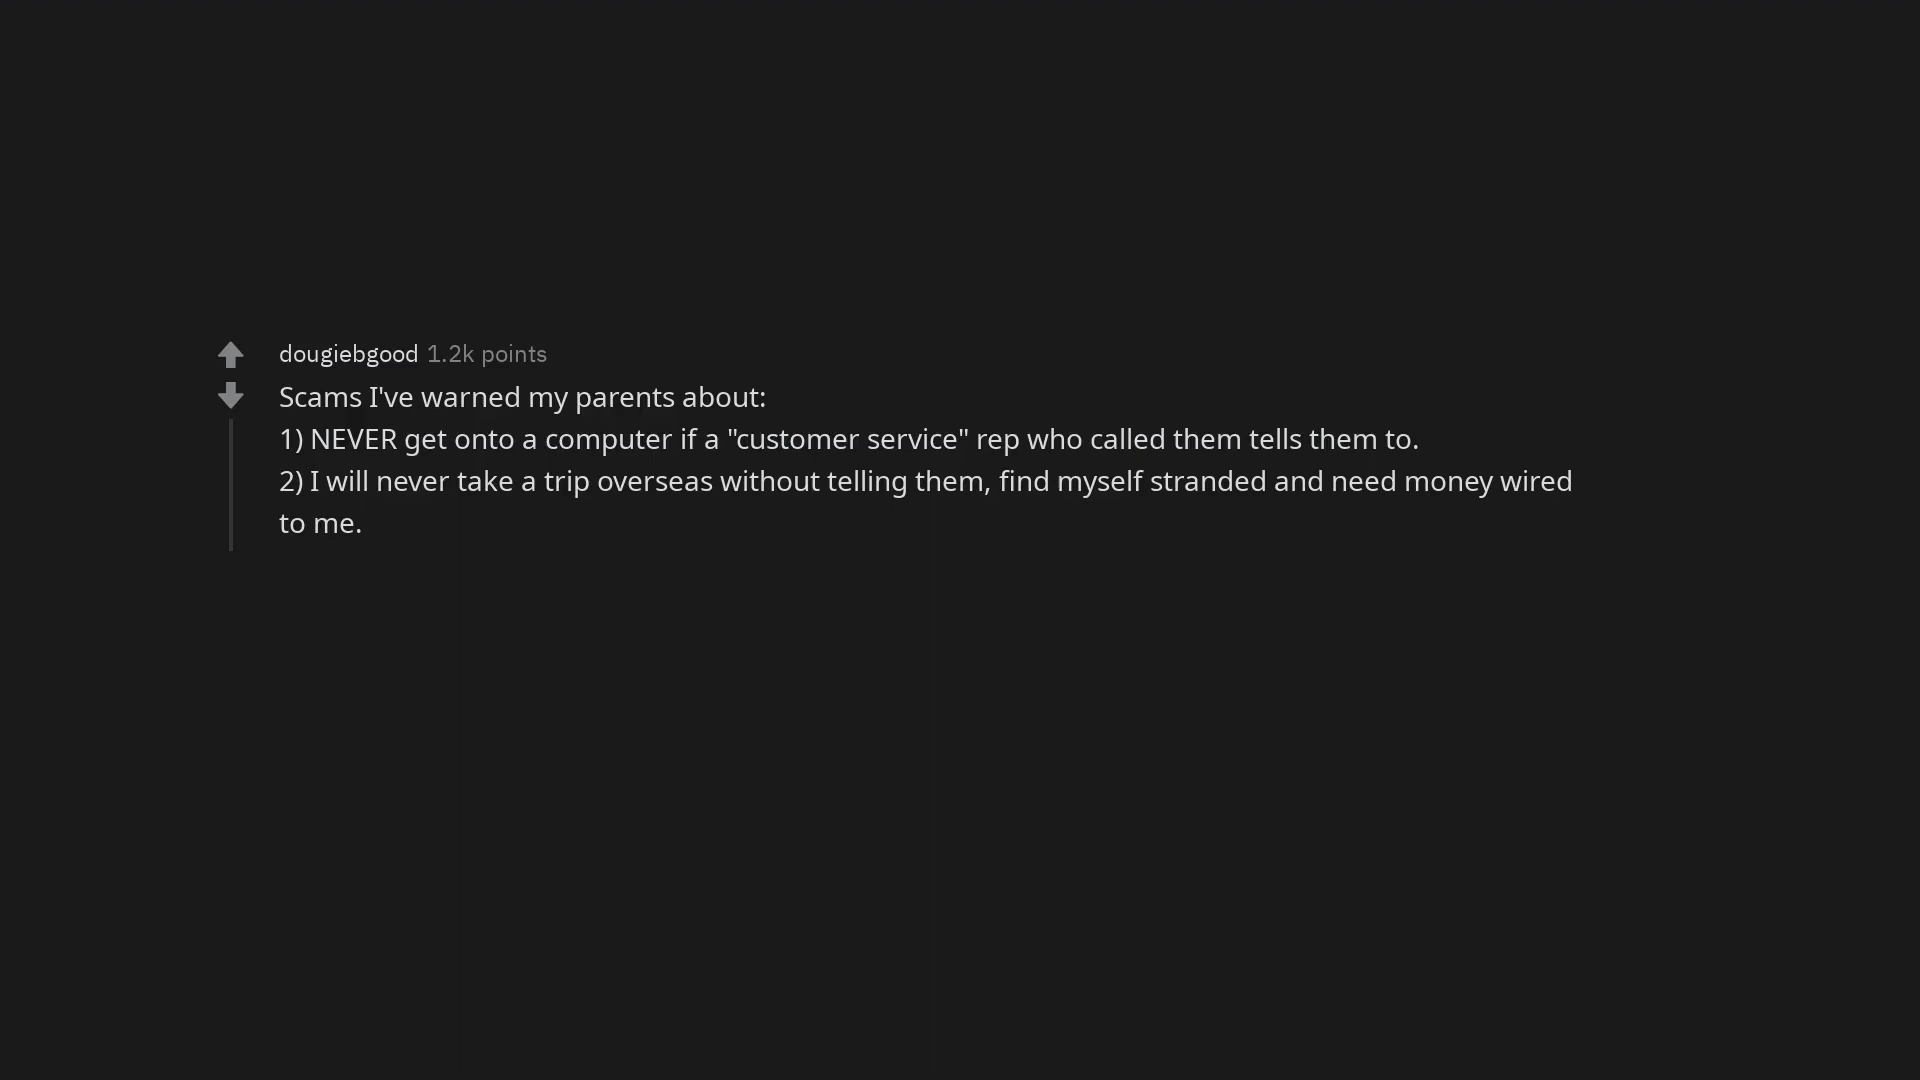 dougiebgood 1.2k points
Scams I've warned my parents about:
1) NEVER get onto a computer if a "customer service" rep who called them tells them to.
2) I will never take a trip overseas without telling them, find myself stranded and need money wired
to me.